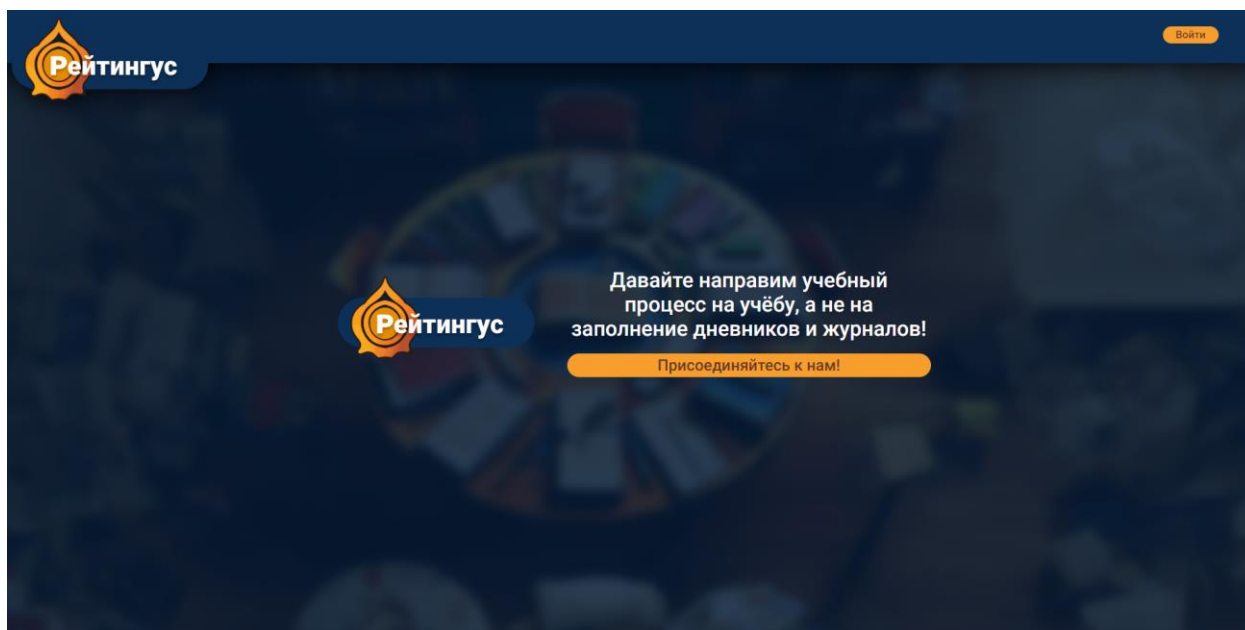 Рейтингус
Войти
Рейтингус
Давайте направим учебный
процесс на учёбу, а не на
заполнение дневников и журналов!
Присоединяйтесь к нам!